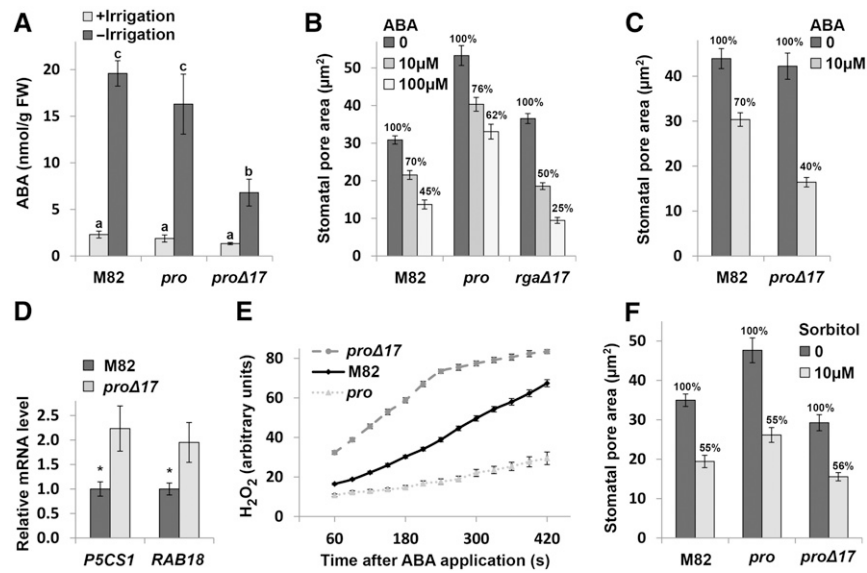 A
+Irrigation
−Irrigation
ABA (nmol/g FW)
25
20
15
10
5
0
a
c
a
c
a
b
M82
pro
proΔ17
B
ABA
0
10μM
100μM
Stomatal pore area (μm²)
50
40
30
20
10
0
100%
70%
45%
100%
76%
62%
100%
50%
25%
M82
pro
rgaΔ17
C
ABA
0
10μM
Stomatal pore area (μm²)
40
30
20
10
0
100%
70%
100%
40%
M82
proΔ17
D
M82
proΔ17
Relative mRNA level
2.5
2.0
1.5
1.0
0.5
0.0
*
*
P5CS1
RAB18
E
proΔ17
M82
pro
H₂O₂ (arbitrary units)
80
60
40
20
0
60
180
300
420
Time after ABA application (s)
F
Sorbitol
0
10μM
Stomatal pore area (μm²)
50
40
30
20
10
0
100%
55%
100%
55%
100%
56%
M82
pro
proΔ17